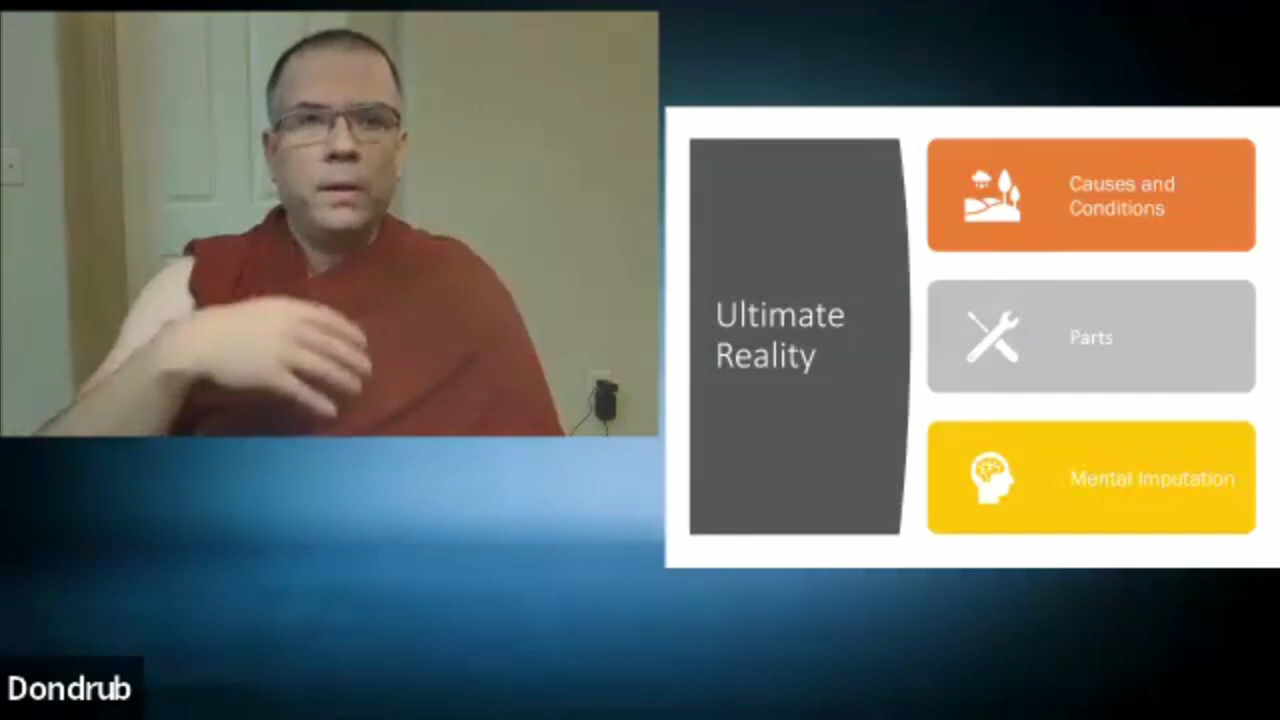 Ultimate
Reality
Causes and
Conditions
Parts
Mental Imputation
Dondrub